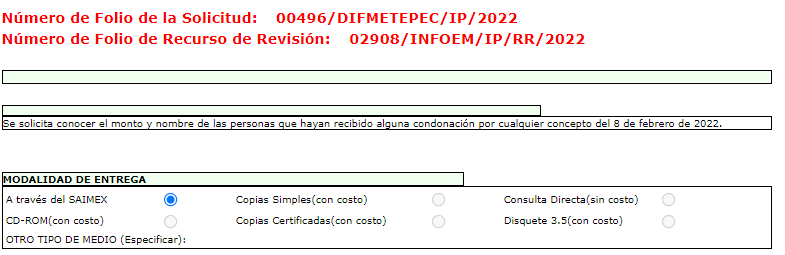 Número de Folio de la Solicitud: 00496/DIFMETEPEC/IP/2022
Número de Folio de Recurso de Revisión: 02908/INFOEM/IP/RR/2022
Se solicita conocer el monto y nombre de las personas que hayan recibido alguna condonación por cualquier concepto del 8 de febrero de 2022.
MODALIDAD DE ENTREGA
A través del SAIMEX Copias Simples(con costo) Consulta Directa(sin costo)
CD-ROM(con costo) Copias Certificadas(con costo) Disquete 3.5(con costo)
OTRO TIPO DE MEDIO (Especificar):